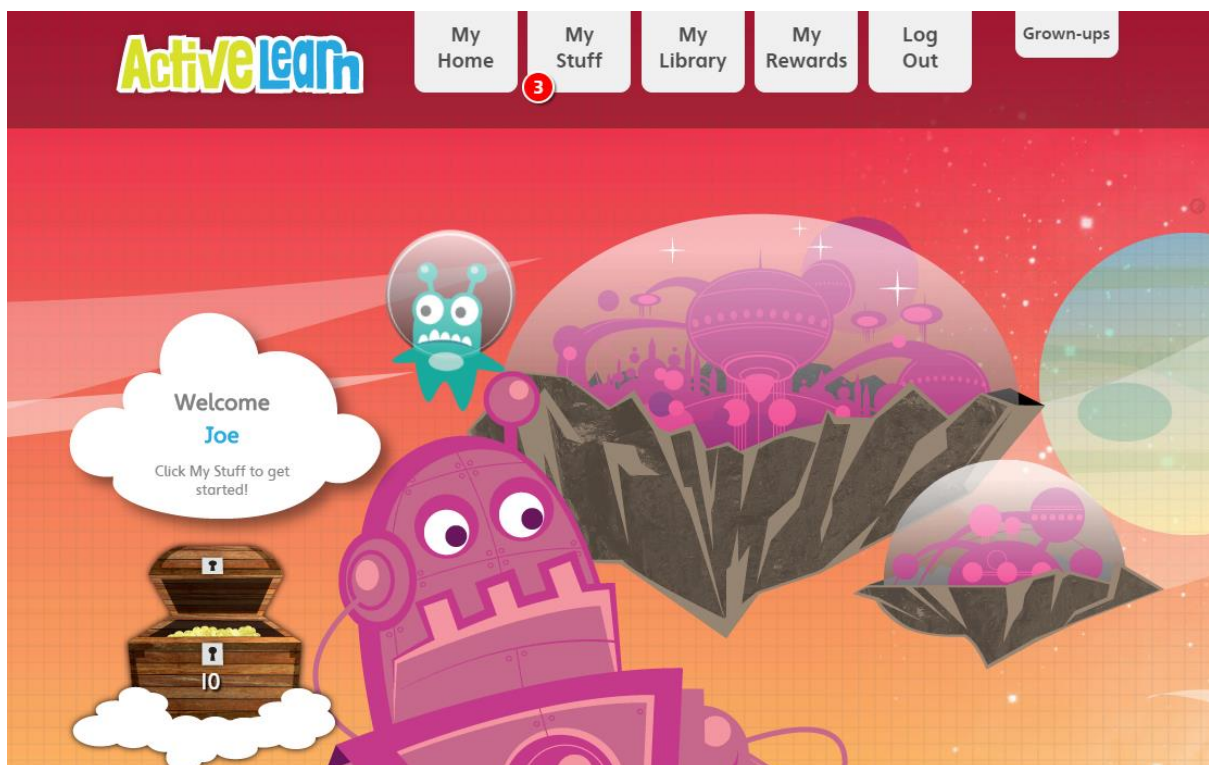 ActiveLearn
My
Home
My
Stuff
3
My
Library
My
Rewards
Log
Out
Grown-ups
Welcome
Joe
Click My Stuff to get
started!
10